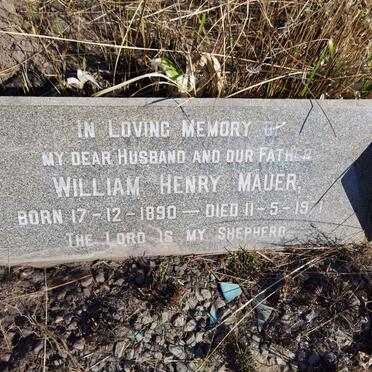 IN LOVING MEMORY OF
MY DEAR HUSBAND AND OUR FATHER
WILLIAM HENRY MAUER,
BORN 17-12-1890 — DIED 11-5-
THE LORD IS MY SHEPHERD